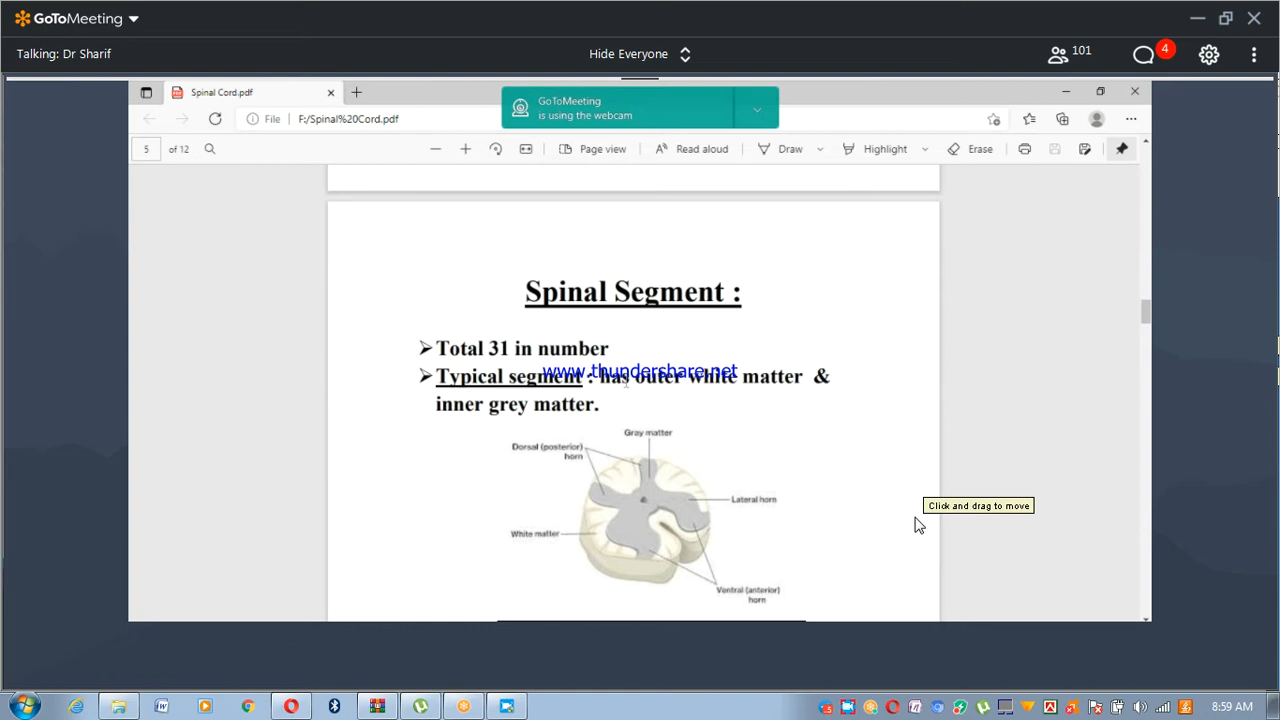 GoToMeeting
Talking: Dr Sharif
Hide Everyone
101
4
Spinal Cord.pdf
GoToMeeting
is using the webcam
File
F:/Spinal%20Cord.pdf
5 of 12
Page view
Read aloud
Draw
Highlight
Erase
Spinal Segment :
➢Total 31 in number
www.thundershare.net
➢Typical segment : has outer white matter &
inner grey matter.
Gray matter
Dorsal (posterior)
horn
Lateral horn
Click and drag to move
White matter
Ventral (anterior)
horn
8:59 AM